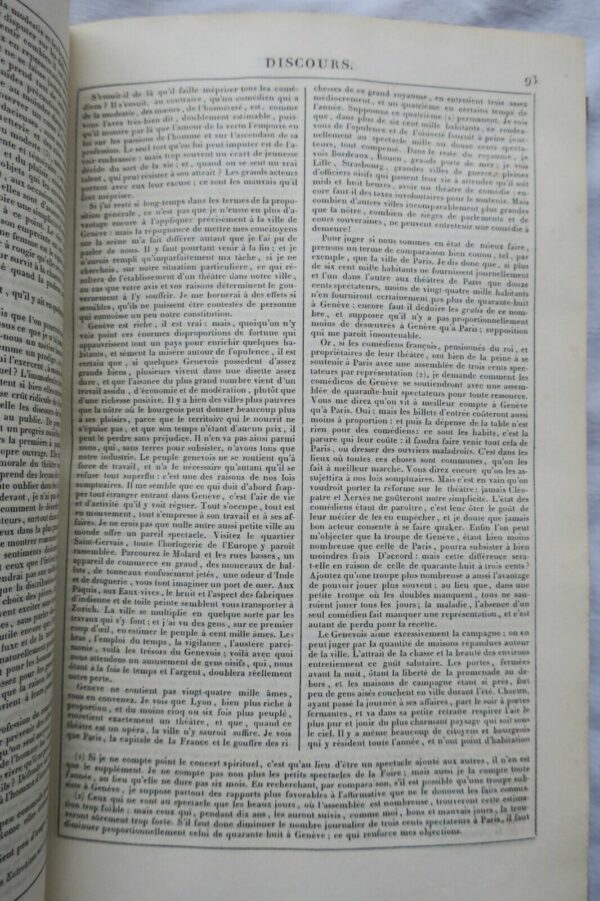 DISCOURS.
93
S'ensuit-il de là qu'il faille mépriser tous les comé-
diens? Il s'ensuit, au contraire, qu'un comédien qui a
de la modestie, des mœurs, de l'honnêteté, est, comme
vous l'avez très-bien dit, doublement estimable, puis-
qu'il montre par là que l'amour de la vertu l'emporte en
lui sur les passions de l'homme et sur l'ascendant de sa
profession. Le seul tort qu'on lui peut imputer est de l'a-
voir embrassée: mais trop souvent un écart de jeunesse
décide du sort de la vie; et, quand on se sent un vrai
talent, qui peut résister à son attrait? Les grands acteurs
portent avec eux leur excuse; ce sont les mauvais qu'il
faut mépriser.
Si j'ai resté si long-temps dans les termes de la propo-
sition générale, ce n'est pas que je n'eusse eu plus d'a-
vantage encore à l'appliquer précisément à la ville de
Genève: mais la répugnance de mettre mes concitoyens
sur la scène m'a fait différer autant que je l'ai pu de
parler de nous. Il y faut pourtant venir à la fin; et je
n'aurois rempli qu'imparfaitement ma tâche, si je ne
cherchois, sur notre situation particulière, ce qui ré-
sultera de l'établissement d'un théâtre dans notre ville,
au cas que votre avis et vos raisons déterminent le gou-
vernement à l'y souffrir. Je me bornerai à des effets si
sensibles, qu'ils ne puissent être contestés de personne
qui connoisse un peu notre constitution.
Genève est riche, il est vrai; mais, quoiqu'on n'y
voie point ces énormes disproportions de fortune qui
appauvrissent tout un pays pour enrichir quelques ha-
bitants, et sèment la misère autour de l'opulence, il est
certain que, si quelques Genevois possèdent d'assez
grands biens, plusieurs vivent dans une disette assez
dure, et que l'aisance du plus grand nombre vient d'un
travail assidu, d'économie et de modération, plutôt que
d'une richesse positive. Il y a bien des villes plus pauvres
que la nôtre où le bourgeois peut donner beaucoup plus
à ses plaisirs, parce que le territoire qui le nourrit ne
s'épuise pas, et que son temps n'étant d'aucun prix, il
peut le perdre sans préjudice. Il n'en va pas ainsi parmi
nous, qui, sans terres pour subsister, n'avons tous que
notre industrie. Le peuple genevois ne se soutient qu'à
force de travail, et n'a le nécessaire qu'autant qu'il se
refuse tout superflu: c'est une des raisons de nos lois
somptuaires. Il me semble que ce qui doit d'abord frap-
per tout étranger entrant dans Genève, c'est l'air de vie
et d'activité qu'il y voit régner. Tout s'occupe, tout est
en mouvement, tout s'empresse à son travail et à ses af-
faires. Je ne crois pas que nulle autre aussi petite ville au
monde offre un pareil spectacle. Visitez le quartier
Saint-Gervais, toute l'horlogerie de l'Europe y paroît
rassemblée. Parcourez le Molard et les rues basses, un
appareil de commerce en grand, des monceaux de bal-
lots, de tonneaux confusément jetés, une odeur d'Inde
et de droguerie, vous font imaginer un port de mer. Aux
Pâquis, aux Eaux-vives, le bruit et l'aspect des fabriques
d'indienne et de toile peinte semblent vous transporter à
Zurich. La ville se multiplie en quelque sorte par les
travaux qui s'y font; et j'ai vu des gens, sur ce premier
coup d'œil, en estimer le peuple à cent mille âmes. Les
bras, l'emploi du temps, la vigilance, l'austère parci-
monie, voilà les trésors du Genevois; voilà avec quoi
nous attendons un amusement de gens oisifs, qui, nous
ôtant à la fois le temps et l'argent, doublera réellement
notre perte.
Genève ne contient pas vingt-quatre mille âmes,
vous en convenez. Je vois que Lyon, bien plus riche à
proportion, et du moins cinq ou six fois plus peuplé,
entretient exactement un théâtre, et que, quand ce
théâtre est un opéra, la ville n'y sauroit suffire. Je vois
que Paris, la capitale de la France et le gouffre des ri-
chesses de ce grand royaume, en entretient trois assez
médiocrement, et un quatrième en certains temps de
l'année. Supposons ce quatrième (1) permanent. Je vois
que, dans plus de six cent mille habitants, ce rendez-
vous de l'opulence et de l'oisiveté fournit à peine jour-
nellement au spectacle mille ou douze cents specta-
teurs, tout compensé. Dans le reste du royaume, je
vois Bordeaux, Rouen, grands ports de mer; je vois
Lille, Strasbourg, grandes villes de guerre, pleines
d'officiers oisifs qui passent leur vie à attendre qu'il soit
midi et huit heures, avoir un théâtre de comédie: en-
core faut-il des taxes involontaires pour le soutenir. Mais
combien d'autres villes incomparablement plus grandes
que la nôtre, combien de sièges de parlements et de
cours souveraines, ne peuvent entretenir une comédie à
demeure!
Pour juger si nous sommes en état de mieux faire,
prenons un terme de comparaison bien connu, tel, par
exemple, que la ville de Paris. Je dis donc que, si plus
de six cent mille habitants ne fournissent journellement
et l'un dans l'autre aux théâtres de Paris que douze
cents spectateurs, moins de vingt-quatre mille habitants
n'en fourniront certainement pas plus de quarante-huit
à Genève; encore faut-il déduire les gratis de ce nom-
bre, et supposer qu'il n'y a pas proportionnellement
moins de désœuvrés à Genève qu'à Paris; supposition
qui me paroît insoutenable.
Or, si les comédiens françois, pensionnés du roi, et
propriétaires de leur théâtre, ont bien de la peine à se
soutenir à Paris avec une assemblée de trois cents spec-
tateurs par représentation (2), je demande comment les
comédiens de Genève se soutiendront avec une assem-
blée de quarante-huit spectateurs pour toute ressource.
Vous me direz qu'on vit à meilleur compte à Genève
qu'à Paris. Oui; mais les billets d'entrée coûteront aussi
moins à proportion; et puis la dépense de la table n'est
rien pour des comédiens: ce sont les habits, c'est la
parure qui leur coûte: il faudra faire venir tout cela de
Paris, ou dresser des ouvriers maladroits. C'est dans les
lieux où toutes ces choses sont communes, qu'on les
fait à meilleur marché. Vous direz encore qu'on les as-
sujettira à nos lois somptuaires. Mais c'est en vain qu'on
voudroit porter la réforme sur le théâtre; jamais Cléo-
patre et Xerxès ne goûteront notre simplicité. L'état des
comédiens étant de paroître, c'est leur ôter le goût de
leur métier de les en empêcher, et je doute que jamais
bon acteur consente à se faire quaker. Enfin l'on peut
m'objecter que la troupe de Genève, étant bien moins
nombreuse que celle de Paris, pourra subsister à bien
moindres frais. D'accord: mais cette différence sera-
t-elle en raison de celle de quarante-huit à trois cents?
Ajoutez qu'une troupe plus nombreuse a aussi l'avantage
de pouvoir jouer plus souvent; au lieu que, dans une
petite troupe où les doubles manquent, tous ne sau-
roient jouer tous les jours; la maladie, l'absence d'un
seul comédien fait manquer une représentation, et c'est
autant de perdu pour la recette.
Le Genevois aime excessivement la campagne; on en
peut juger par la quantité de maisons répandues autour
de la ville. L'attrait de la chasse et la beauté des environs
entretiennent ce goût salutaire. Les portes, fermées
avant la nuit, ôtant la liberté de la promenade au de-
hors, et les maisons de campagne étant si près, fort
peu de gens aisés couchent en ville durant l'été. Chacun,
ayant passé la journée à ses affaires, part le soir à portes
fermantes, et va dans sa petite retraite respirer l'air le
plus pur et jouir du plus charmant paysage qui soit sous
le ciel. Il y a même beaucoup de citoyens et bourgeois
qui y résident toute l'année, et n'ont point d'habitation
(1) Si je ne compte point le concert spirituel, c'est qu'au lieu d'être un spectacle ajouté aux autres, il n'en est
que le supplément. Je ne compte pas non plus les petits spectacles de la Foire; mais aussi je la compte toute
l'année, au lieu qu'elle ne dure pas six mois. En recherchant, par comparaison, s'il est possible qu'une troupe sub-
siste à Genève, je suppose partout des rapports plus favorables à l'affirmative que ne le donnent les faits connus.
(2) Ceux qui ne vont au spectacle que les beaux jours, où l'assemblée est nombreuse, trouveront cette estima-
tion trop foible; mais ceux qui, pendant dix ans, les auront suivis, comme moi, bons et mauvais jours, la trou-
veront sûrement trop forte. S'il faut donc diminuer le nombre journalier de trois cents spectateurs à Paris, il faut
diminuer proportionnellement celui de quarante huit à Genève; ce qui renforce mes objections.